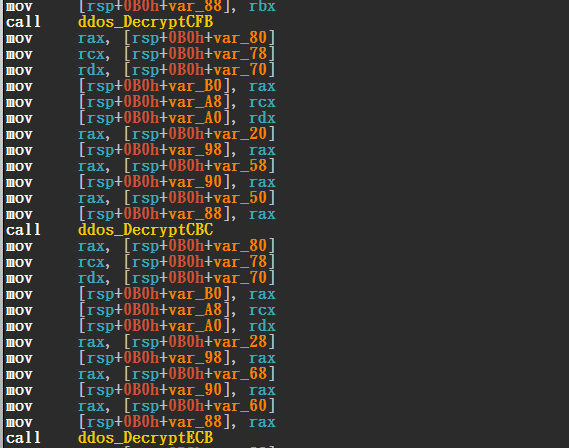 mov [rsp+0B0h+var_88], rbx
call ddos_DecryptCFB
mov rax, [rsp+0B0h+var_80]
mov rcx, [rsp+0B0h+var_78]
mov rdx, [rsp+0B0h+var_70]
mov [rsp+0B0h+var_B0], rax
mov [rsp+0B0h+var_A8], rcx
mov [rsp+0B0h+var_A0], rdx
mov rax, [rsp+0B0h+var_20]
mov [rsp+0B0h+var_98], rax
mov rax, [rsp+0B0h+var_58]
mov [rsp+0B0h+var_90], rax
mov rax, [rsp+0B0h+var_50]
mov [rsp+0B0h+var_88], rax
call ddos_DecryptCBC
mov rax, [rsp+0B0h+var_80]
mov rcx, [rsp+0B0h+var_78]
mov rdx, [rsp+0B0h+var_70]
mov [rsp+0B0h+var_B0], rax
mov [rsp+0B0h+var_A8], rcx
mov [rsp+0B0h+var_A0], rdx
mov rax, [rsp+0B0h+var_28]
mov [rsp+0B0h+var_98], rax
mov rax, [rsp+0B0h+var_68]
mov [rsp+0B0h+var_90], rax
mov rax, [rsp+0B0h+var_60]
mov [rsp+0B0h+var_88], rax
call ddos_DecryptECB